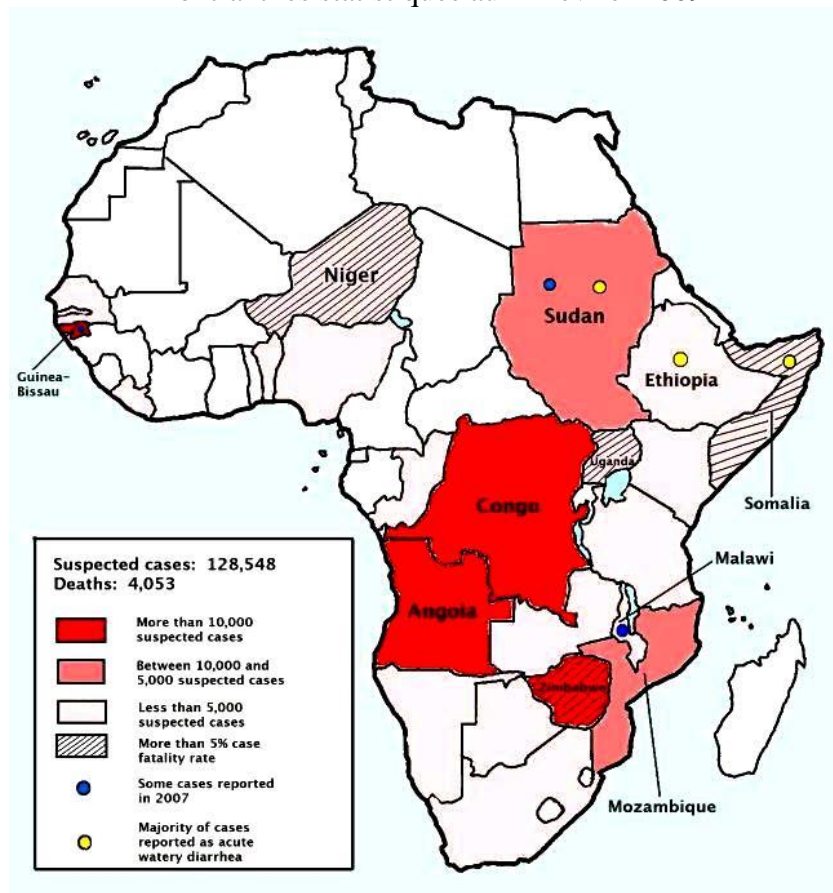 Niger
Sudan
Guinea-
Bissau
Ethiopia
Uganda
Congo
Somalia
Malawi
Angola
Zimbabwe
Mozambique
Suspected cases: 128,548
Deaths: 4,053
More than 10,000
suspected cases
Between 10,000 and
5,000 suspected cases
Less than 5,000
suspected cases
More than 5% case
fatality rate
Some cases reported
in 2007
Majority of cases
reported as acute
watery diarrhea